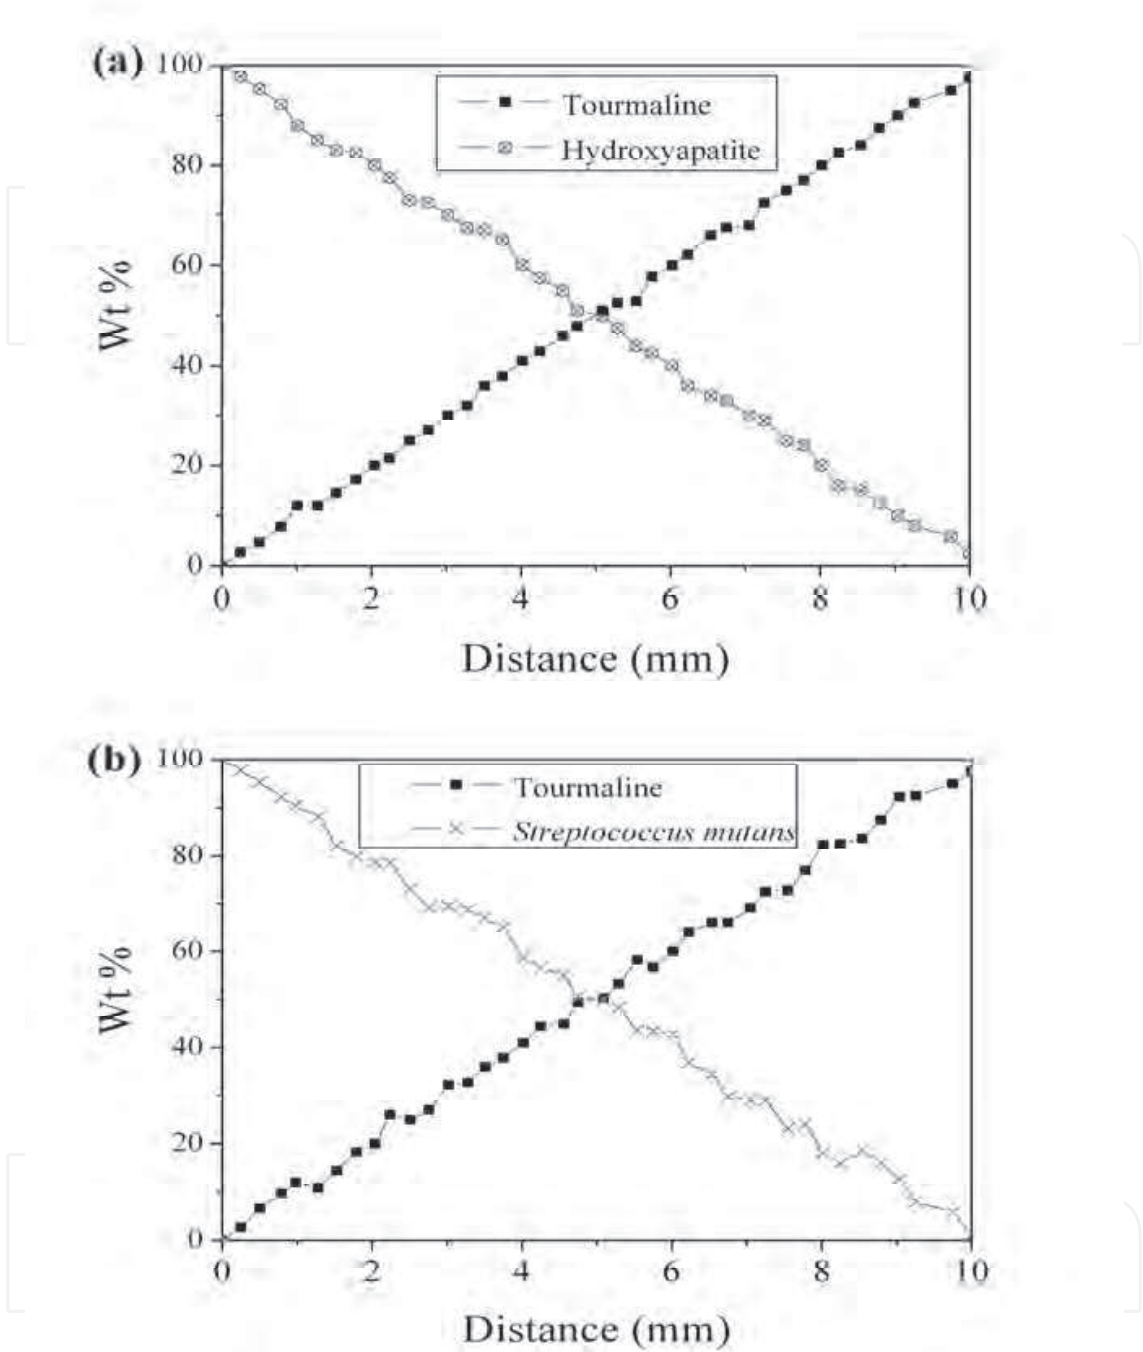 (a)
100
80
60
40
20
0
Wt %
Tourmaline
Hydroxyapatite
0 2 4 6 8 10
Distance (mm)
(b)
100
80
60
40
20
0
Wt %
Tourmaline
Streptococcus mutans
0 2 4 6 8 10
Distance (mm)